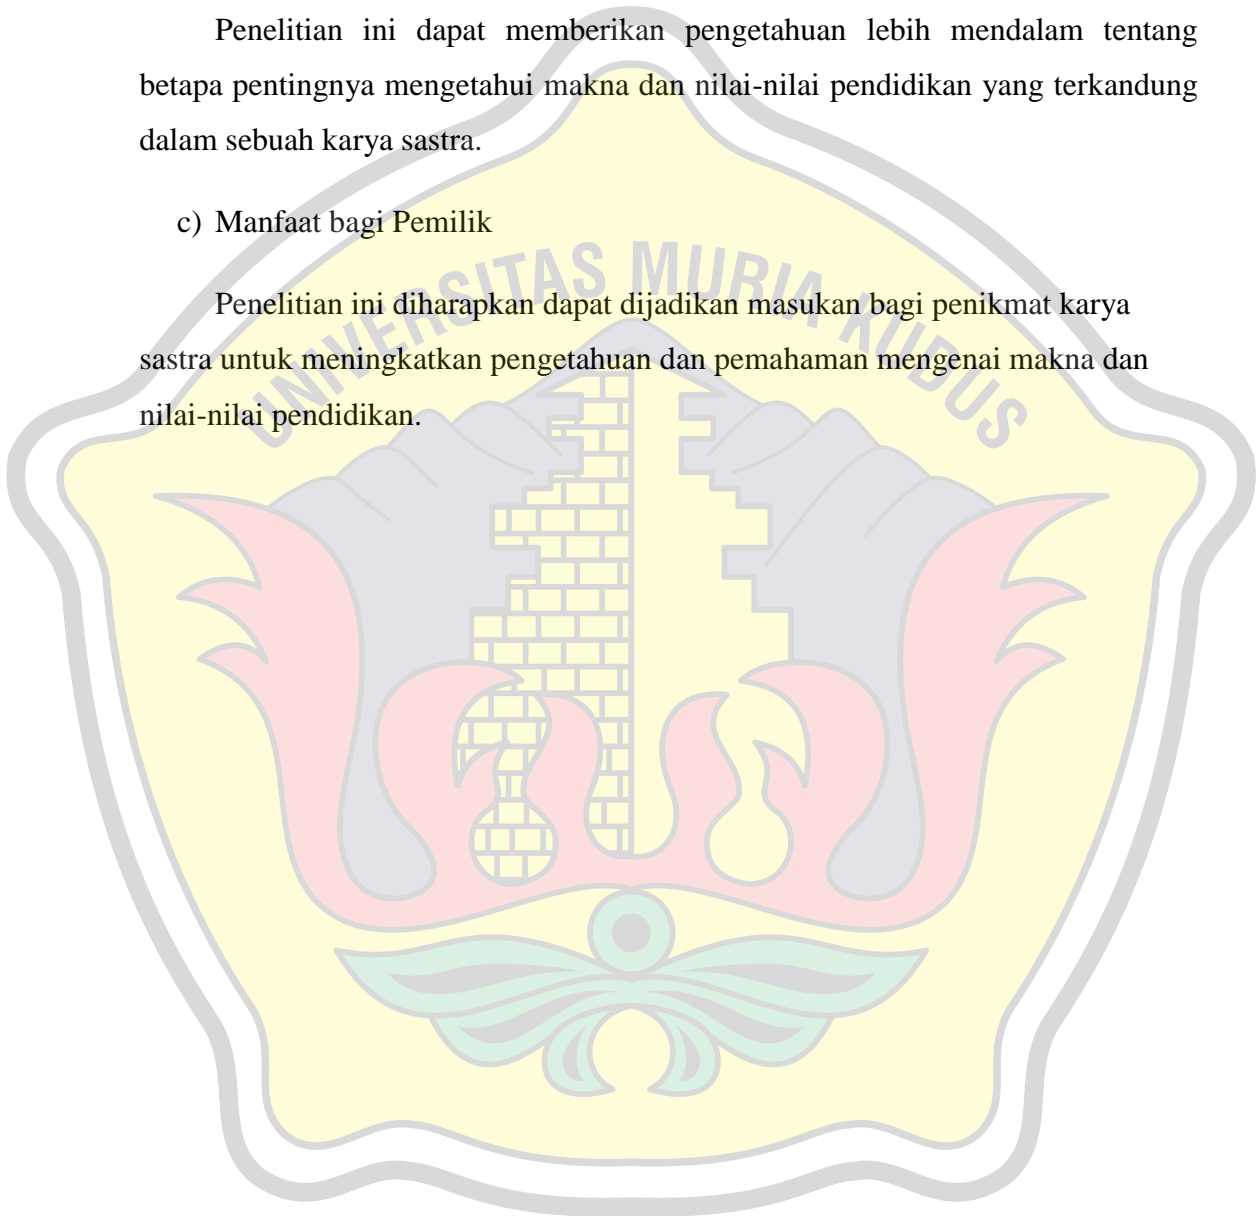 Penelitian ini dapat memberikan pengetahuan lebih mendalam tentang
betapa pentingnya mengetahui makna dan nilai-nilai pendidikan yang terkandung
dalam sebuah karya sastra.
c) Manfaat bagi Pemilik
UNIVERSITAS MURIA KUDUS
Penelitian ini diharapkan dapat dijadikan masukan bagi penikmat karya
sastra untuk meningkatkan pengetahuan dan pemahaman mengenai makna dan
nilai-nilai pendidikan.